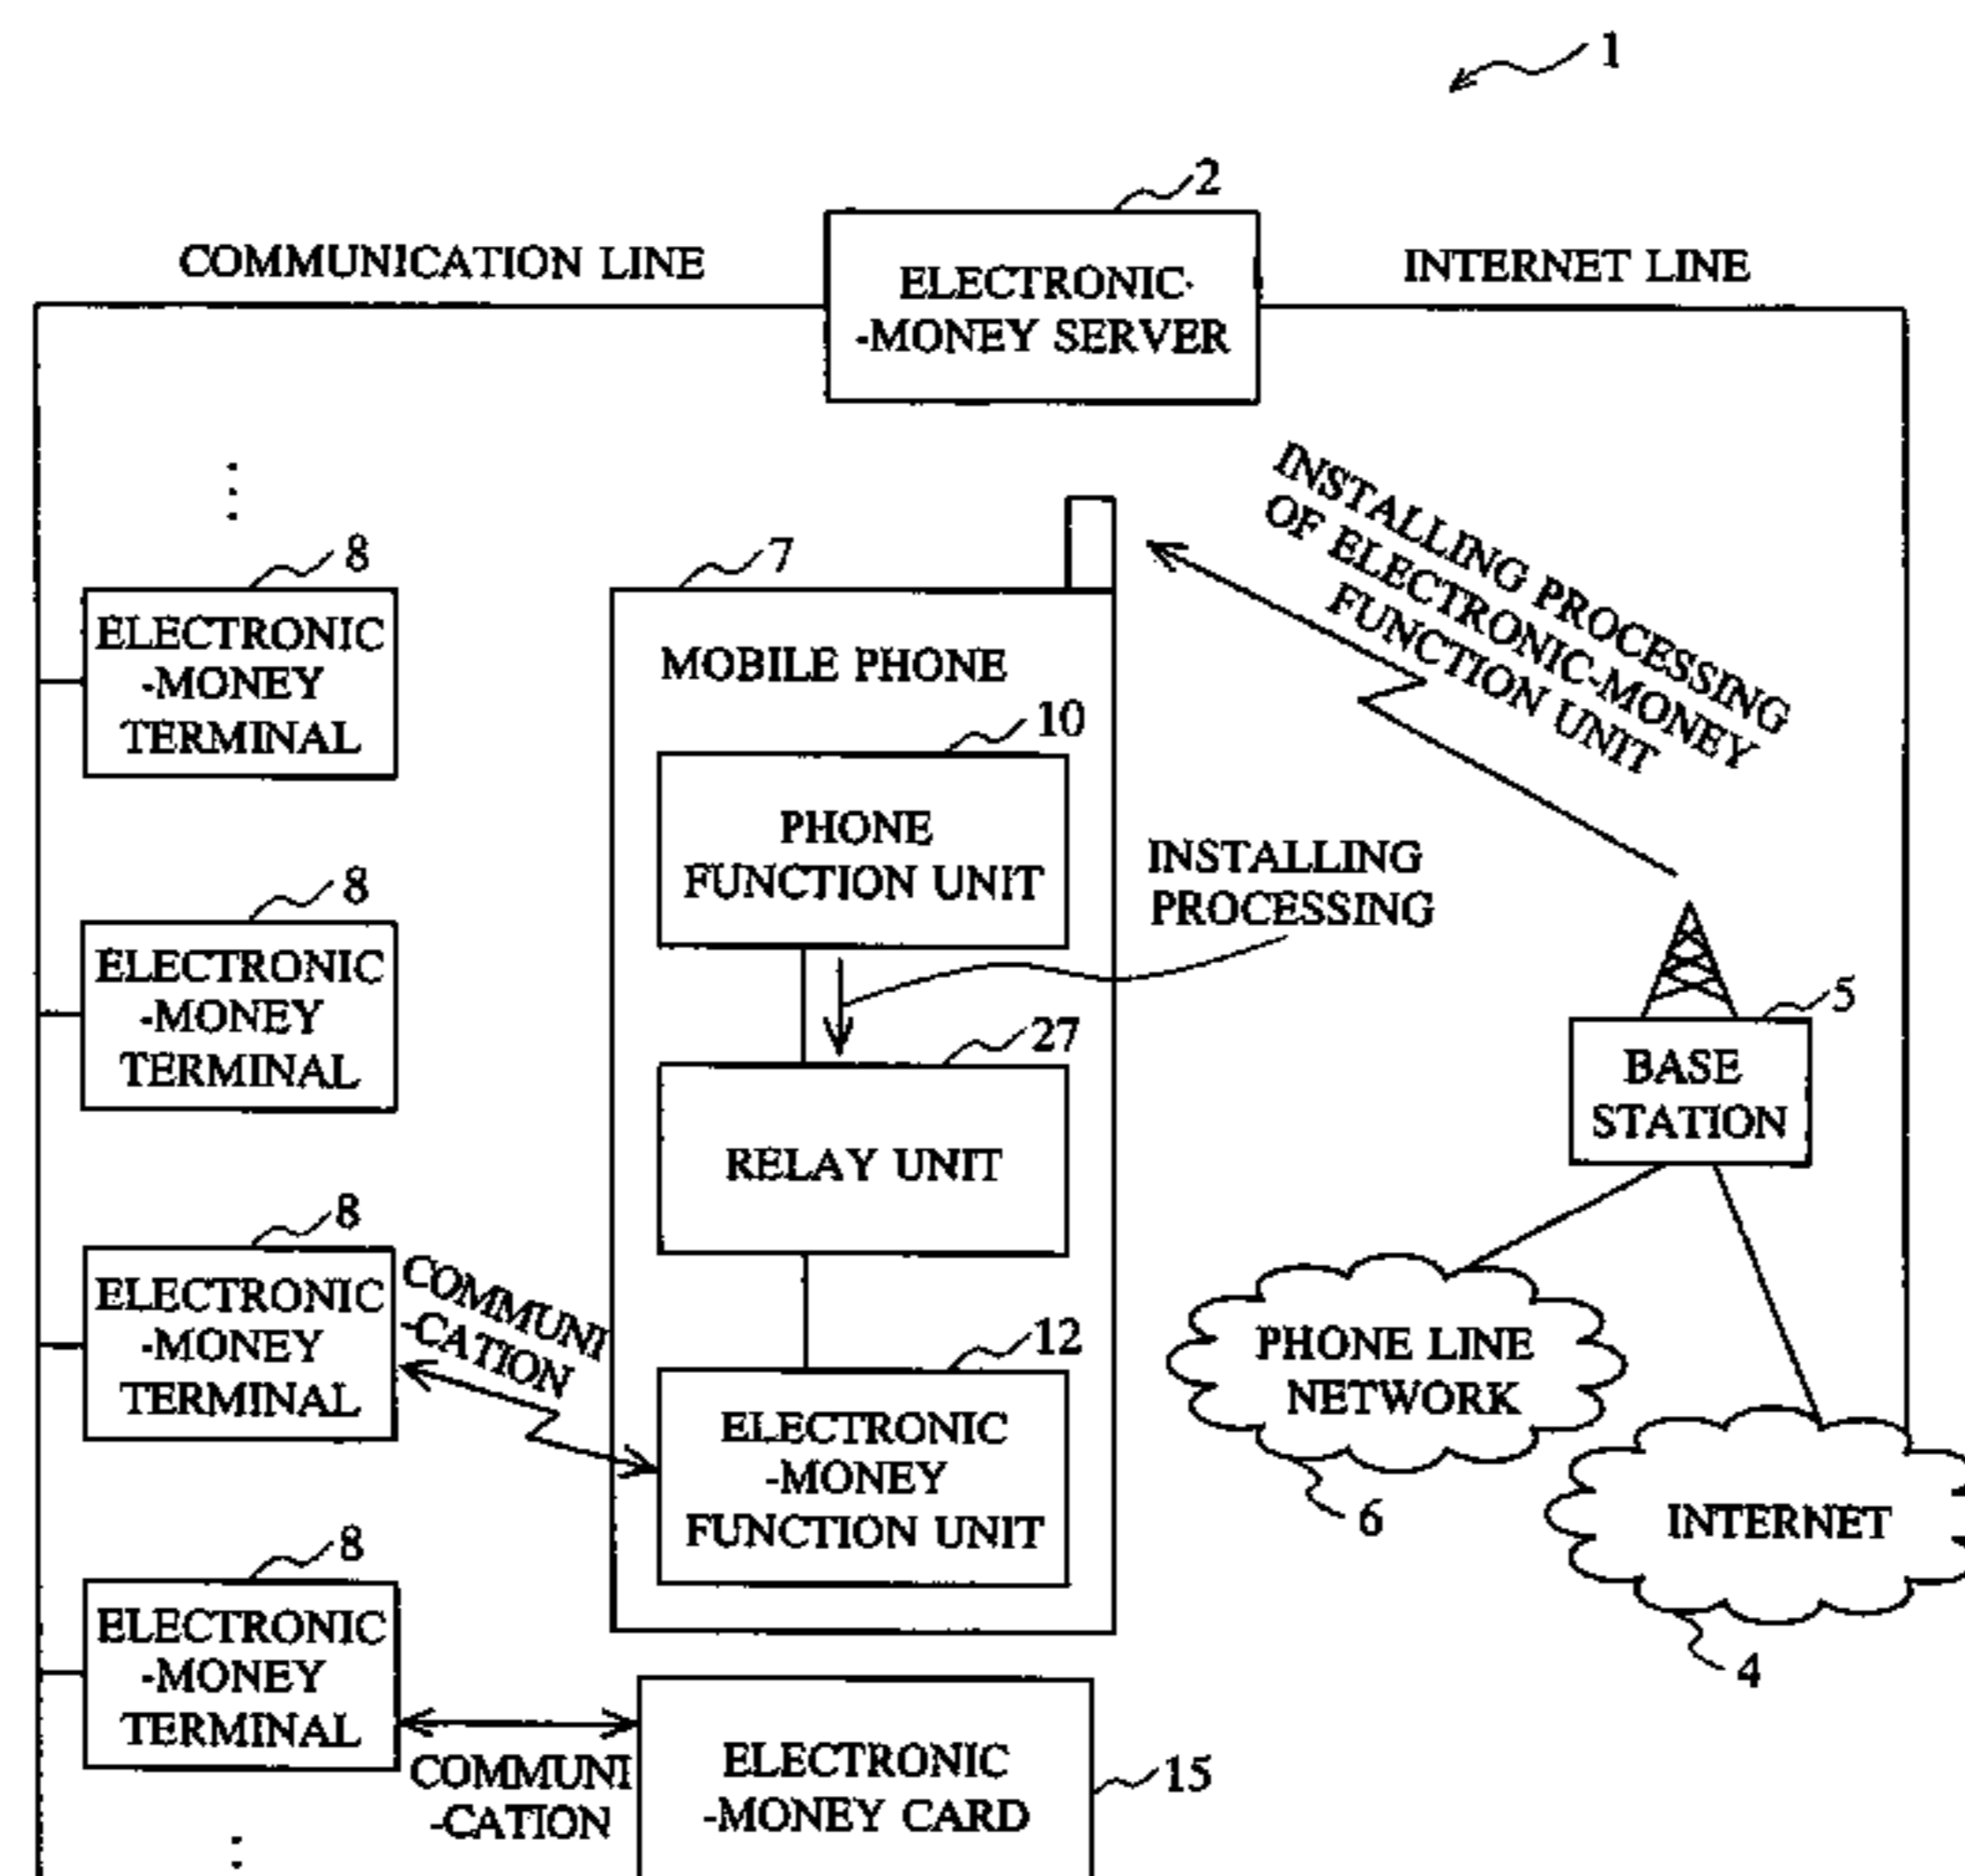 1
2
COMMUNICATION LINE
ELECTRONIC-
-MONEY SERVER
INTERNET LINE
8
ELECTRONIC
-MONEY
TERMINAL
8
ELECTRONIC
-MONEY
TERMINAL
8
ELECTRONIC
-MONEY
TERMINAL
8
ELECTRONIC
-MONEY
TERMINAL
7
MOBILE PHONE
10
PHONE
FUNCTION UNIT
INSTALLING
PROCESSING
27
RELAY UNIT
12
ELECTRONIC
-MONEY
FUNCTION UNIT
COMMUNI
-CATION
COMMUNI
-CATION
ELECTRONIC
-MONEY CARD
15
INSTALLING PROCESSING
OF ELECTRONIC-MONEY
FUNCTION UNIT
5
BASE
STATION
PHONE LINE
NETWORK
6
INTERNET
4